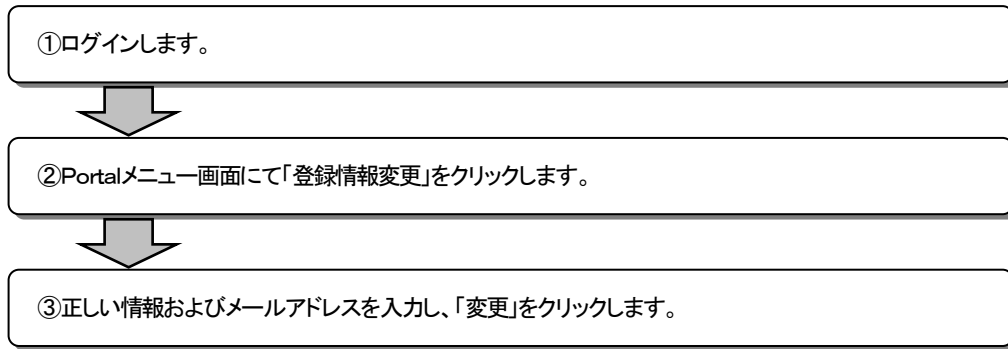 ①ログインします。
②Portalメニュー画面にて「登録情報変更」をクリックします。
③正しい情報およびメールアドレスを入力し、「変更」をクリックします。